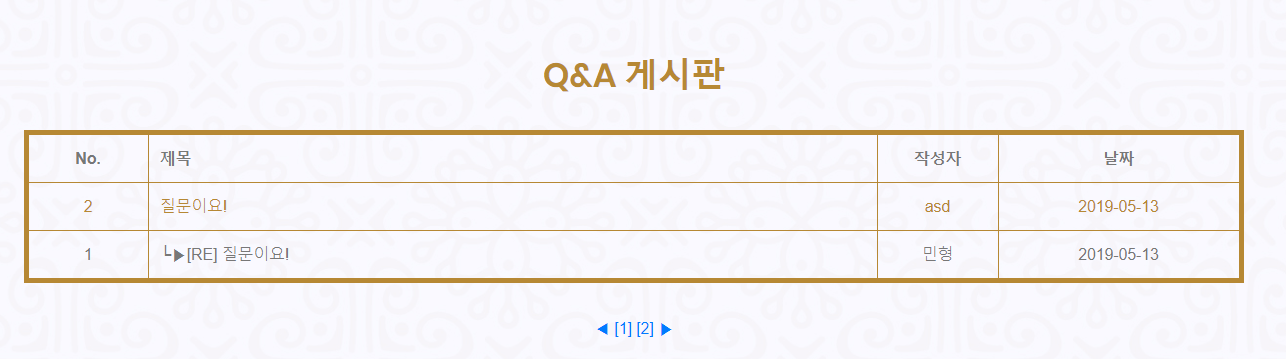 Q&A 게시판
No. 제목 작성자 날짜
2 질문이요! asd 2019-05-13
1 ┗▶[RE] 질문이요! 민형 2019-05-13
◀ [1] [2] ▶